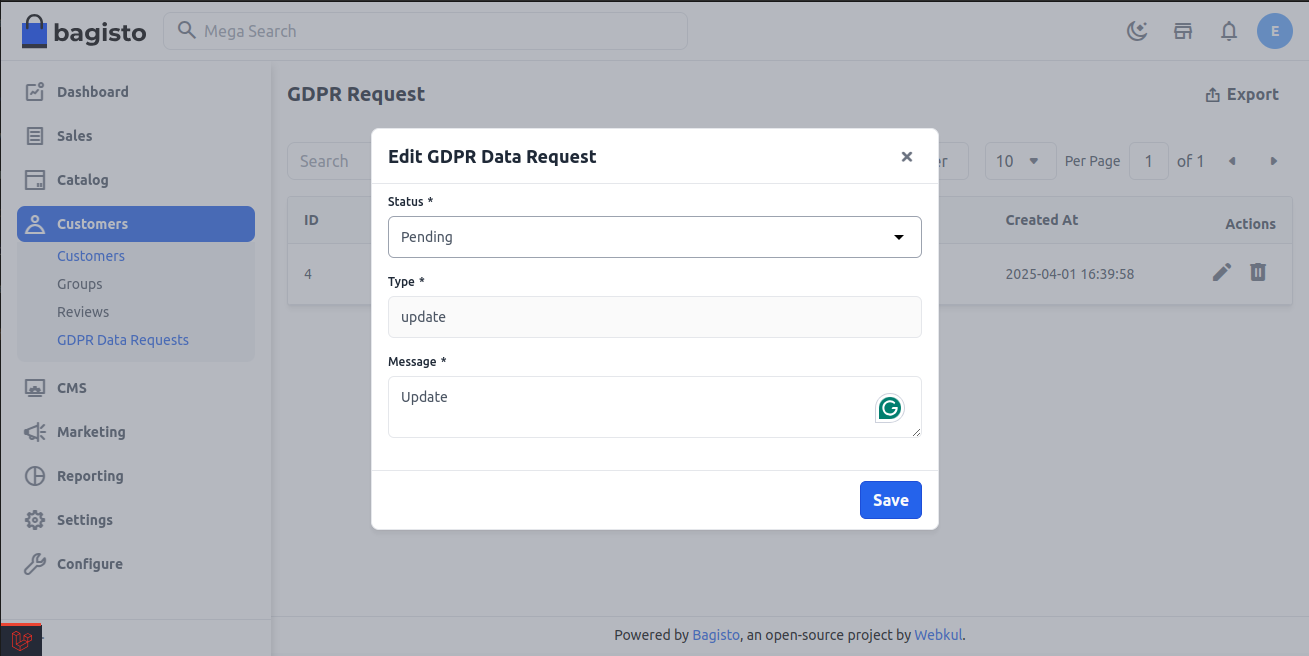 bagisto
Mega Search
E
Dashboard
Sales
Catalog
Customers
Customers
Groups
Reviews
GDPR Data Requests
CMS
Marketing
Reporting
Settings
Configure
GDPR Request
Export
Search
er
10
Per Page
1
of 1
ID
Created At
Actions
4
2025-04-01 16:39:58
Edit GDPR Data Request
Status *
Pending
Type *
update
Message *
Update
Save
Powered by Bagisto, an open-source project by Webkul.